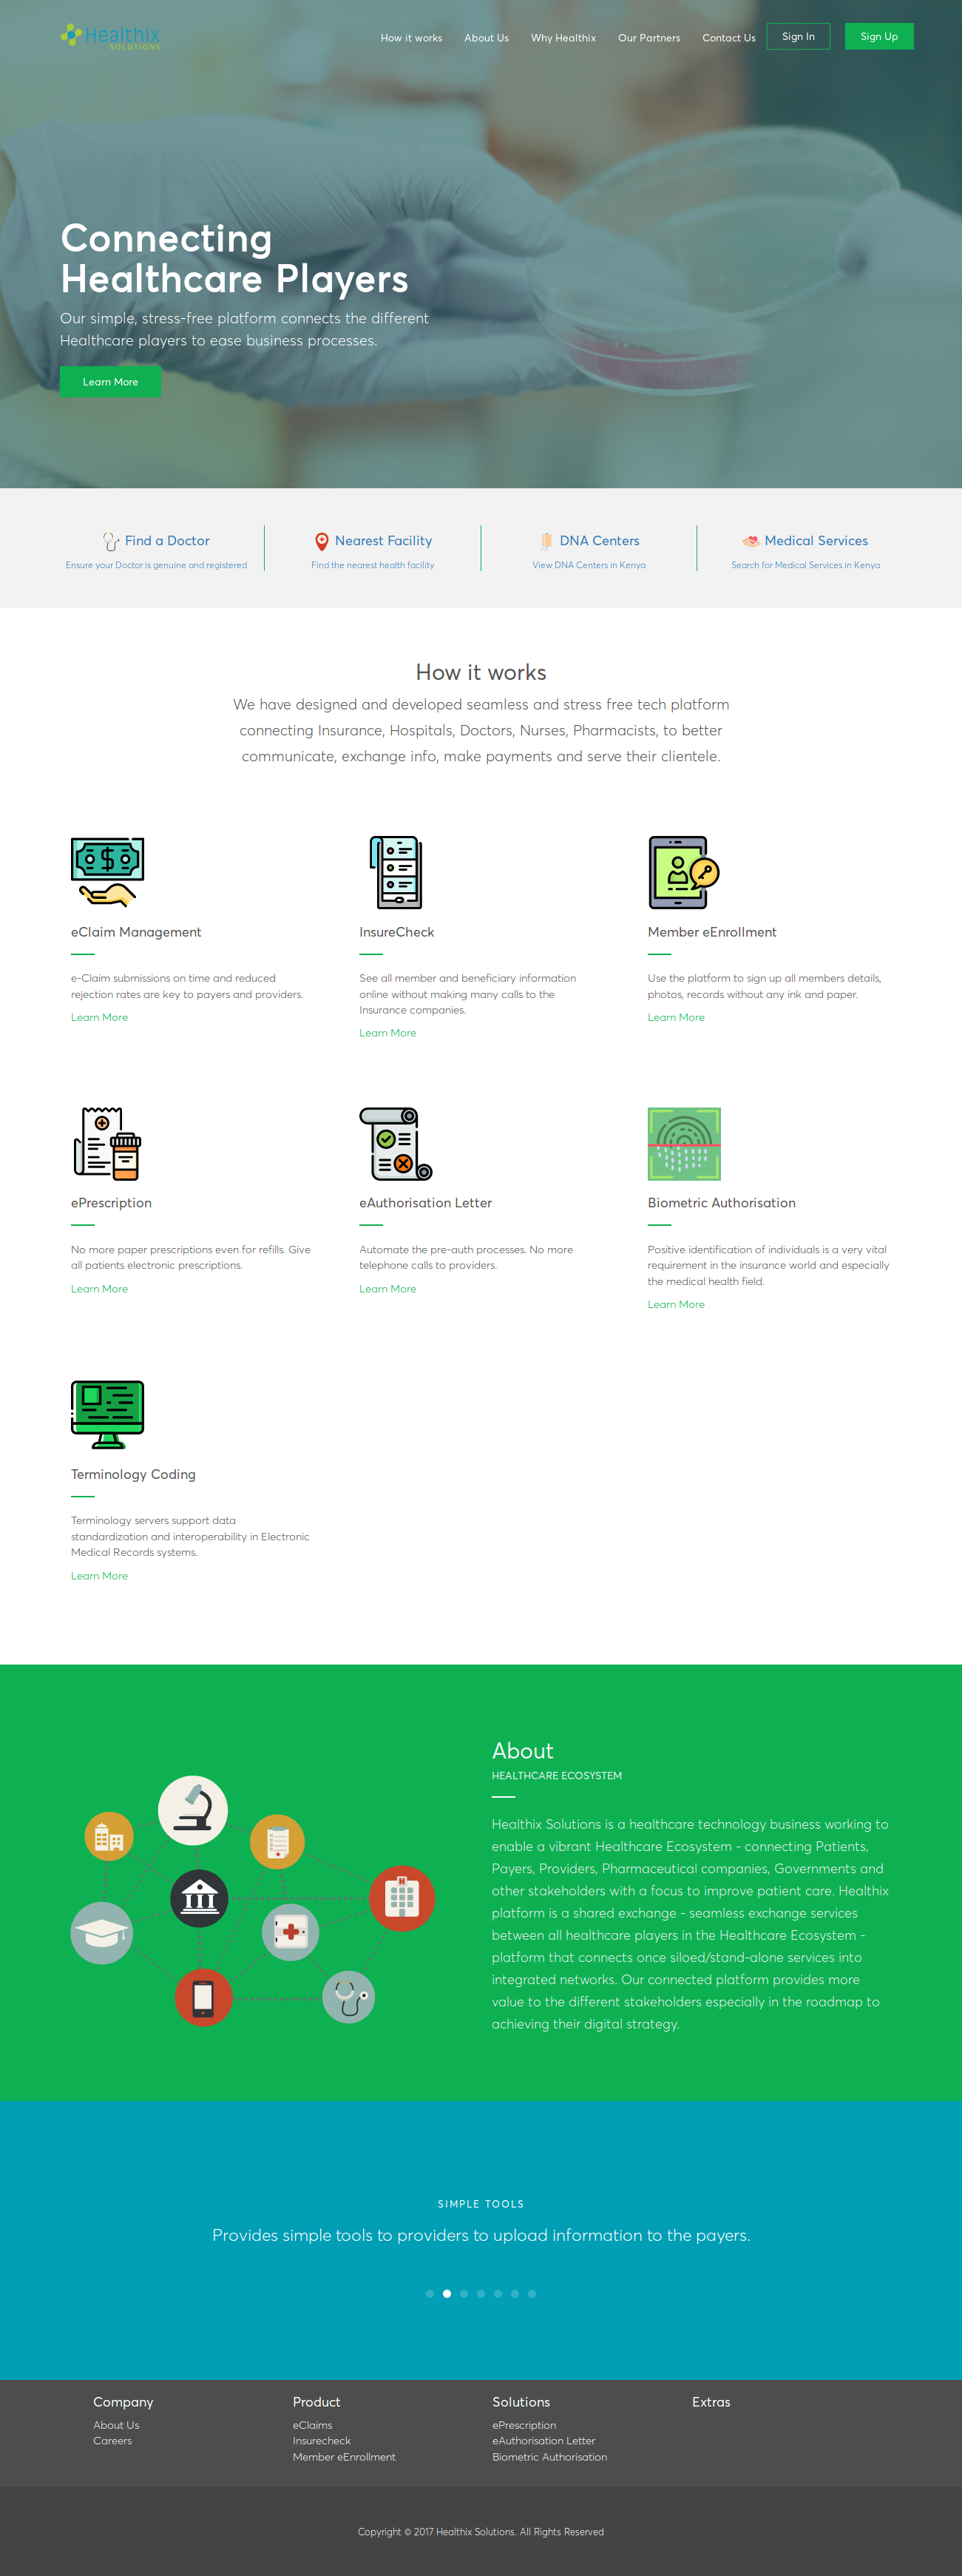 Healthix
SOLUTIONS
How it works
About Us
Why Healthix
Our Partners
Contact Us
Sign In
Sign Up
Connecting
Healthcare Players
Our simple, stress-free platform connects the different
Healthcare players to ease business processes.
Learn More
Find a Doctor
Ensure your Doctor is genuine and registered
Nearest Facility
Find the nearest health facility
DNA Centers
View DNA Centers in Kenya
Medical Services
Search for Medical Services in Kenya
How it works
We have designed and developed seamless and stress free tech platform
connecting Insurance, Hospitals, Doctors, Nurses, Pharmacists, to better
communicate, exchange info, make payments and serve their clientele.
eClaim Management
e-Claim submissions on time and reduced
rejection rates are key to payers and providers.
Learn More
InsureCheck
See all member and beneficiary information
online without making many calls to the
Insurance companies.
Learn More
Member eEnrollment
Use the platform to sign up all members details,
photos, records without any ink and paper.
Learn More
ePrescription
No more paper prescriptions even for refills. Give
all patients electronic prescriptions.
Learn More
eAuthorisation Letter
Automate the pre-auth processes. No more
telephone calls to providers.
Learn More
Biometric Authorisation
Positive identification of individuals is a very vital
requirement in the insurance world and especially
the medical health field.
Learn More
Terminology Coding
Terminology servers support data
standardization and interoperability in Electronic
Medical Records systems.
Learn More
About
HEALTHCARE ECOSYSTEM
Healthix Solutions is a healthcare technology business working to
enable a vibrant Healthcare Ecosystem - connecting Patients,
Payers, Providers, Pharmaceutical companies, Governments and
other stakeholders with a focus to improve patient care. Healthix
platform is a shared exchange - seamless exchange services
between all healthcare players in the Healthcare Ecosystem -
platform that connects once siloed/stand-alone services into
integrated networks. Our connected platform provides more
value to the different stakeholders especially in the roadmap to
achieving their digital strategy.
SIMPLE TOOLS
Provides simple tools to providers to upload information to the payers.
Company
About Us
Careers
Product
eClaims
Insurecheck
Member eEnrollment
Solutions
ePrescription
eAuthorisation Letter
Biometric Authorisation
Extras
Copyright © 2017 Healthix Solutions. All Rights Reserved